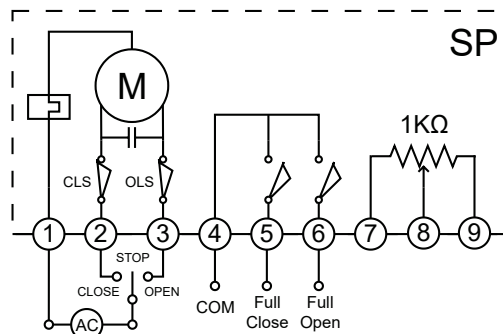 SP
M
1KΩ
CLS
OLS
1
2
3
4
5
6
7
8
9
STOP
CLOSE
OPEN
COM
Full
Close
Full
Open
AC